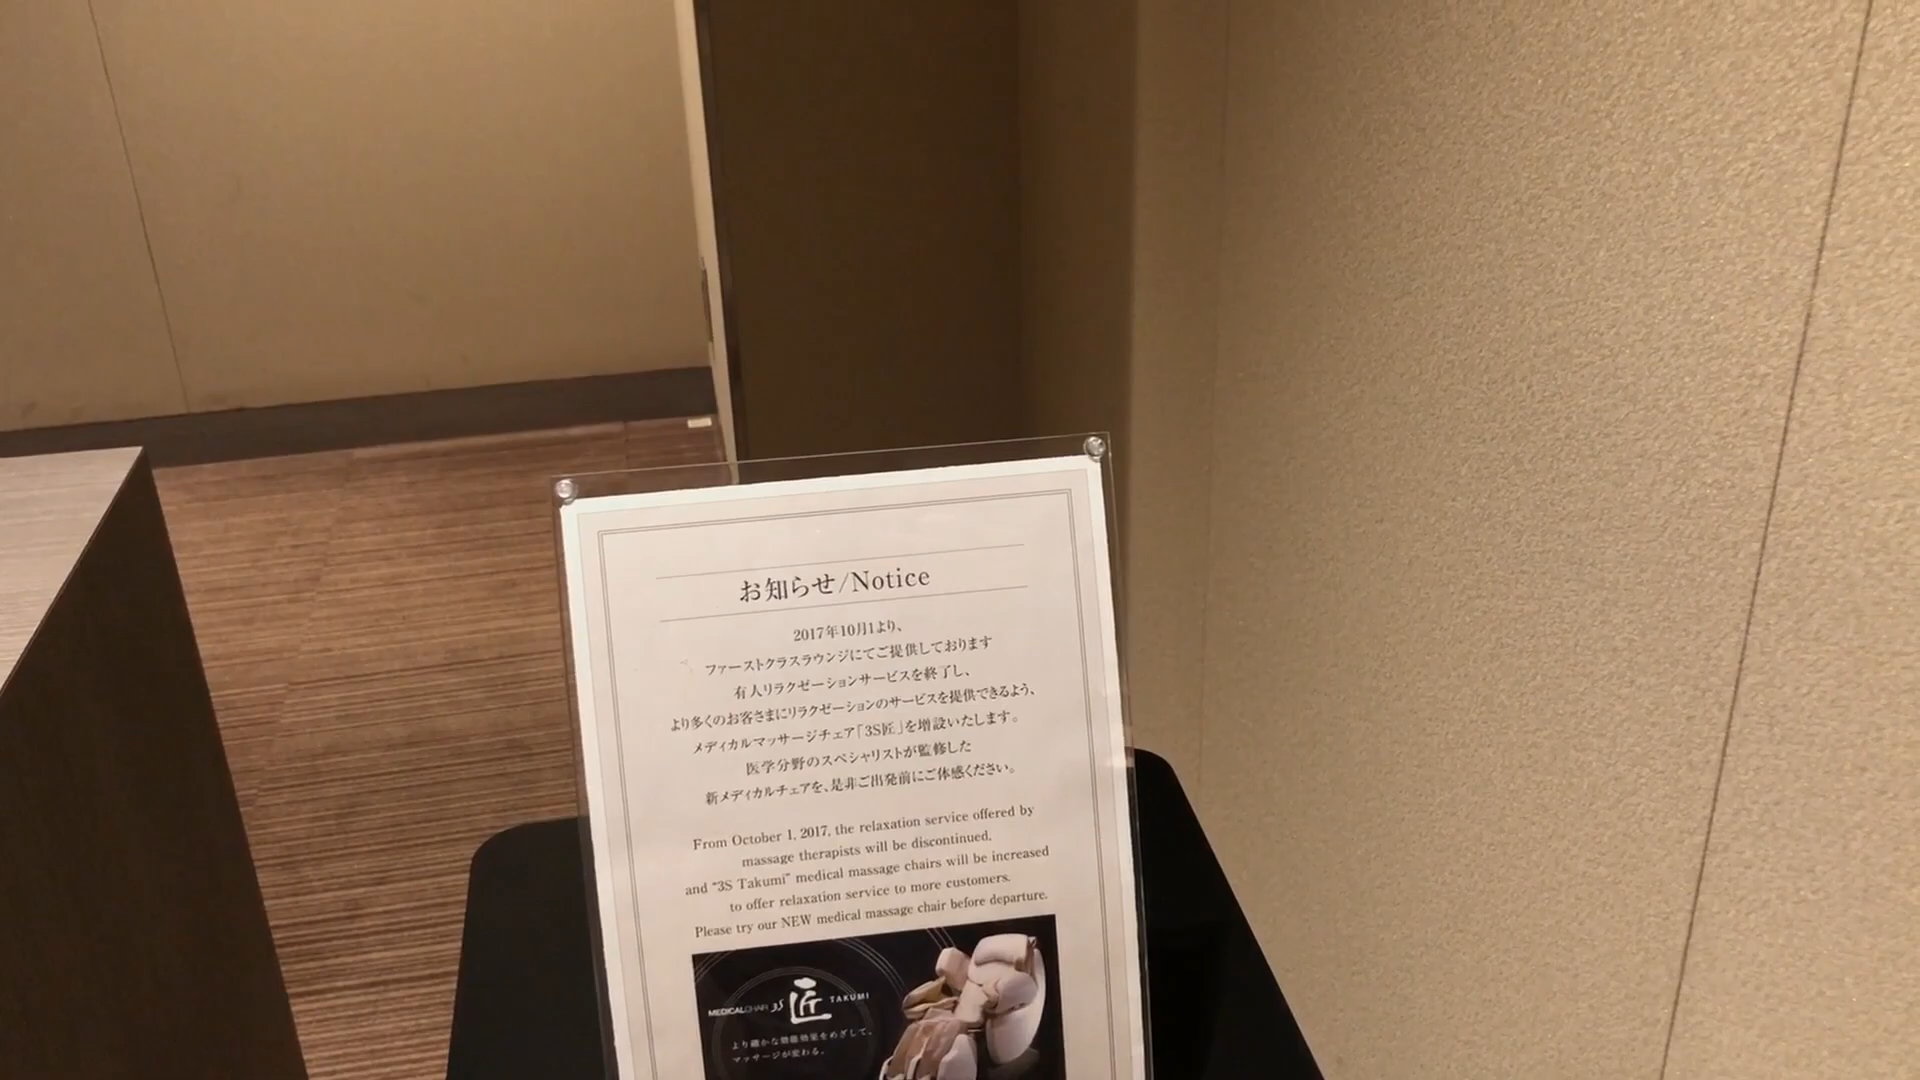 お知らせ/Notice
2017年10月1より、
ファーストクラスラウンジにてご提供しております
有人リラクゼーションサービスを終了し、
より多くのお客さまにリラクゼーションのサービスを提供できるよう、
メディカルマッサージチェア「3S匠」を増設いたします。
医学分野のスペシャリストが監修した
新メディカルチェアを、是非ご出発前にご体感ください。
From October 1, 2017, the relaxation service offered by
massage therapists will be discontinued,
and “3S Takumi” medical massage chairs will be increased
to offer relaxation service to more customers.
Please try our NEW medical massage chair before departure.
MEDICALCHAIR 3S 匠 TAKUMI
より確かな効果をめざして、
マッサージが変わる。